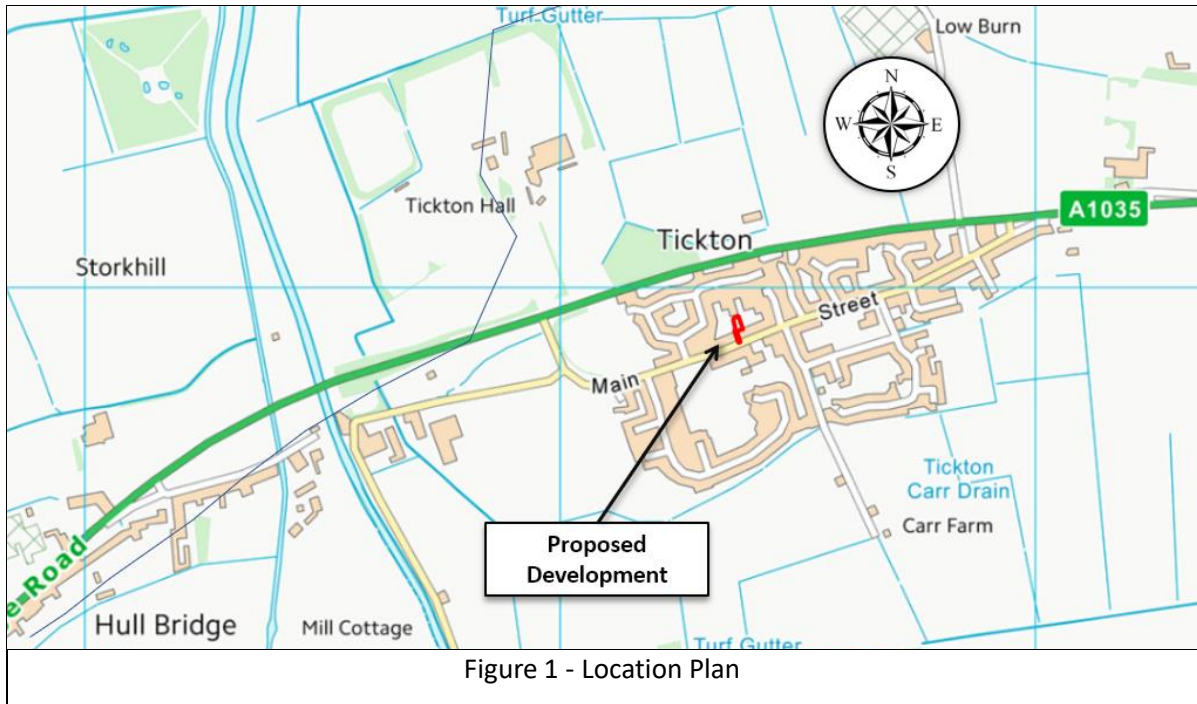 Turf Gutter
Low Burn
N
W E
S
A1035
Tickton Hall
Tickton
Storkhill
Street
Main
Tickton
Carr Drain
Carr Farm
Proposed
Development
e Road
Hull Bridge
Mill Cottage
Turf Gutter
Figure 1 - Location Plan